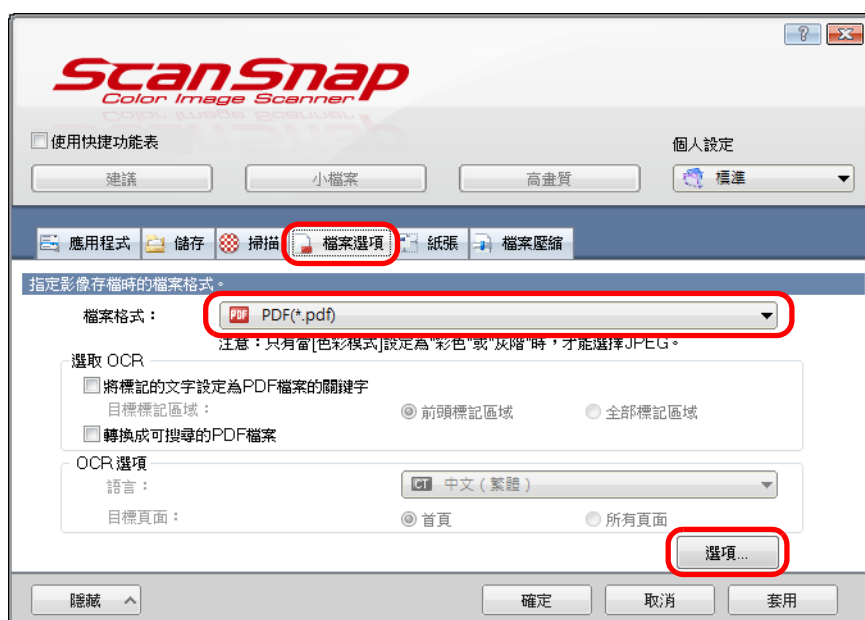 ScanSnap
Color Image Scanner
使用快捷功能表
個人設定
建議 小檔案 高畫質 標準
應用程式 儲存 掃描 檔案選項 紙張 檔案壓縮
指定影像存檔時的檔案格式。
檔案格式： PDF PDF(*.pdf)
注意：只有當[色彩模式]設定為"彩色"或"灰階"時，才能選擇JPEG。
選取 OCR
將標記的文字設定為PDF檔案的關鍵字
目標標記區域： 前頭標記區域 全部標記區域
轉換成可搜尋的PDF檔案
OCR 選項
語言： CT 中文（繁體）
目標頁面： 首頁 所有頁面
選項...
隱藏 確定 取消 套用